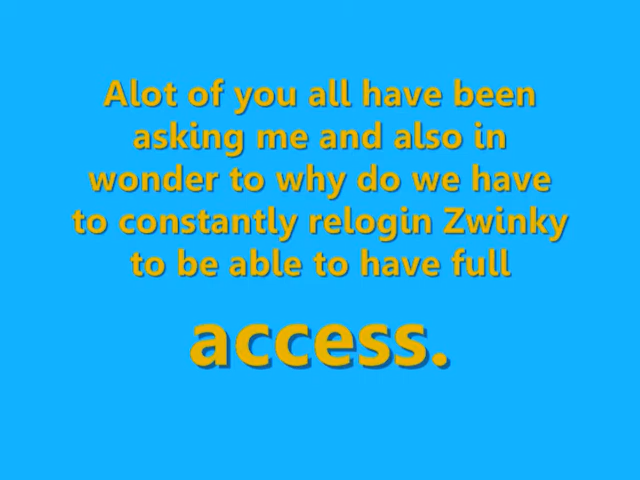 Alot of you all have been
asking me and also in
wonder to why do we have
to constantly relogin Zwinky
to be able to have full
access.